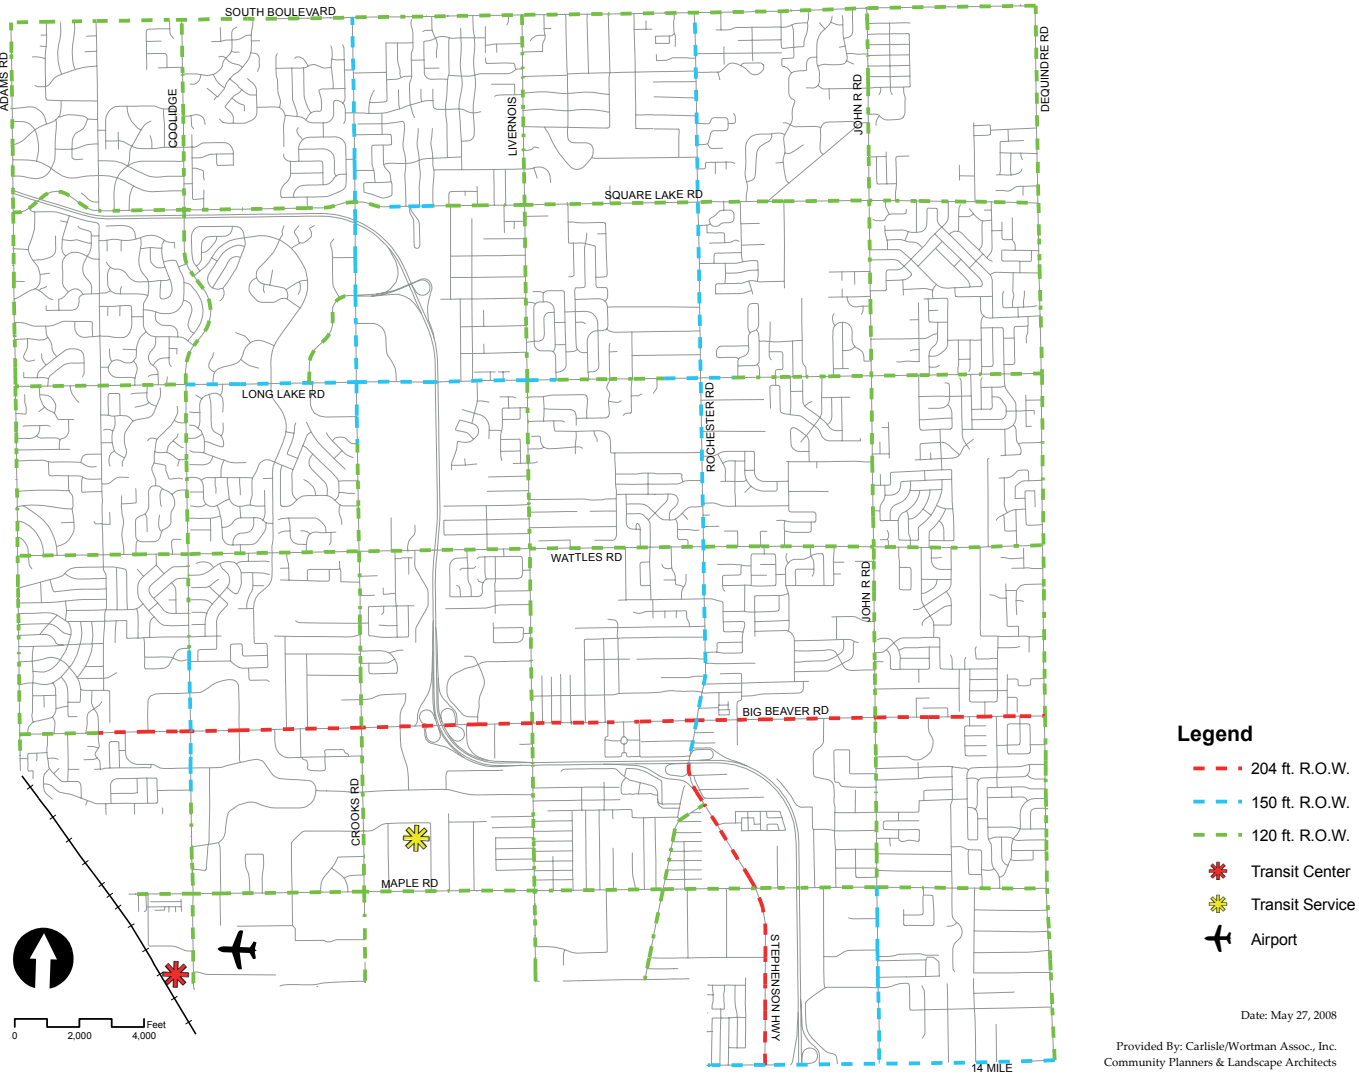 SOUTH BOULEVARD
ADAMS RD
COOLIDGE
LIVERNOIS
JOHN R RD
DEQUINDRE RD
SQUARE LAKE RD
LONG LAKE RD
ROCHESTER RD
WATTLES RD
JOHN R RD
BIG BEAVER RD
CROOKS RD
MAPLE RD
STEPHENSON HWY
14 MILE
Feet
0 2,000 4,000
Legend
204 ft. R.O.W.
150 ft. R.O.W.
120 ft. R.O.W.
Transit Center
Transit Service
Airport
Date: May 27, 2008
Provided By: Carlisle/Wortman Assoc., Inc.
Community Planners & Landscape Architects